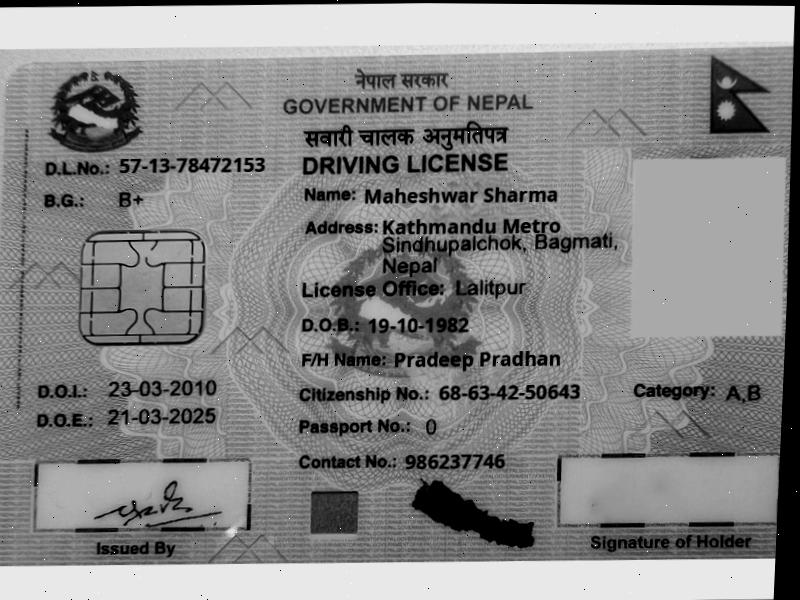 नेपाल सरकार
GOVERNMENT OF NEPAL
सवारी चालक अनुमतिपत्र
DRIVING LICENSE
D.L.No.: 57-13-78472153
B.G.: B+
Name: Maheshwar Sharma
Address: Kathmandu Metro
Sindhupalchok, Bagmati,
Nepal
License Office: Lalitpur
D.O.B.: 19-10-1982
F/H Name: Pradeep Pradhan
D.O.I.: 23-03-2010
Citizenship No.: 68-63-42-50643
Category: A,B
D.O.E.: 21-03-2025
Passport No.: 0
Contact No.: 986237746
Issued By
Signature of Holder